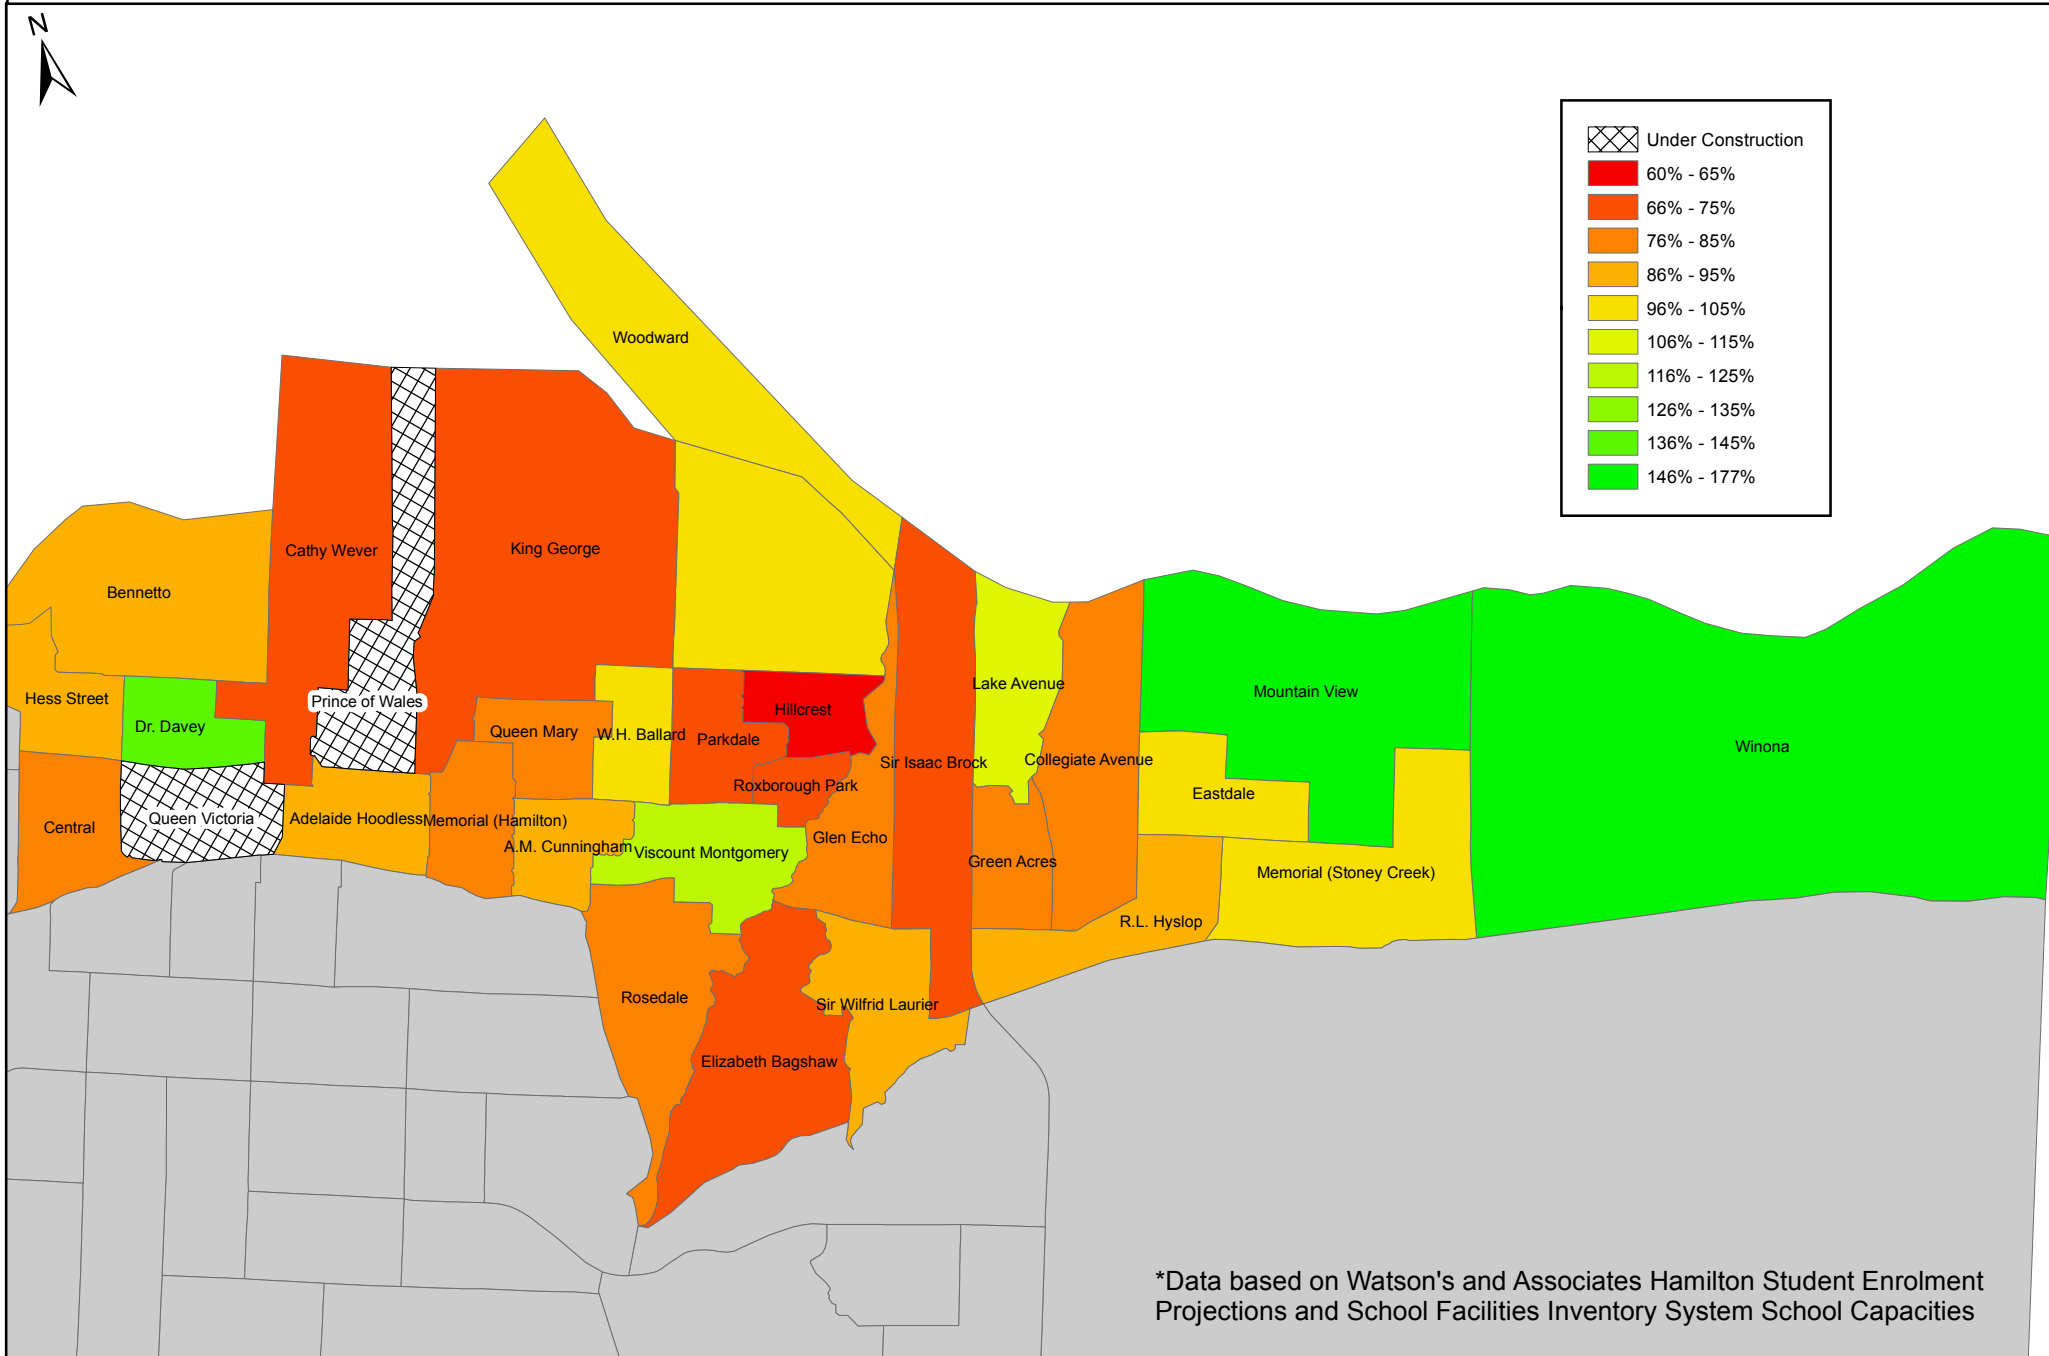 N
Under Construction
60% - 65%
66% - 75%
76% - 85%
86% - 95%
96% - 105%
106% - 115%
116% - 125%
126% - 135%
136% - 145%
146% - 177%
Woodward
Cathy Wever
King George
Bennetto
Hess Street
Dr. Davey
Prince of Wales
Queen Mary
W.H. Ballard
Parkdale
Hillcrest
Lake Avenue
Mountain View
Winona
Sir Isaac Brock
Collegiate Avenue
Roxborough Park
Eastdale
Central
Queen Victoria
Adelaide Hoodless
Memorial (Hamilton)
A.M. Cunningham
Viscount Montgomery
Glen Echo
Green Acres
Memorial (Stoney Creek)
R.L. Hyslop
Rosedale
Sir Wilfrid Laurier
Elizabeth Bagshaw
*Data based on Watson's and Associates Hamilton Student Enrolment
Projections and School Facilities Inventory System School Capacities